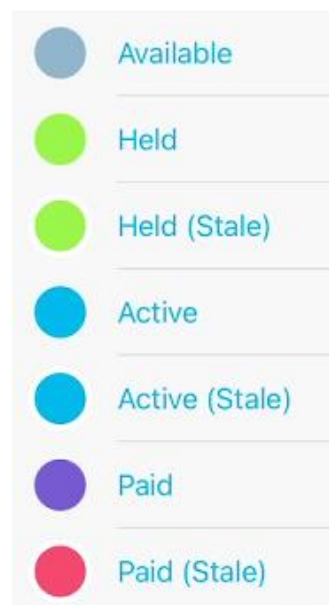 Available
Held
Held (Stale)
Active
Active (Stale)
Paid
Paid (Stale)